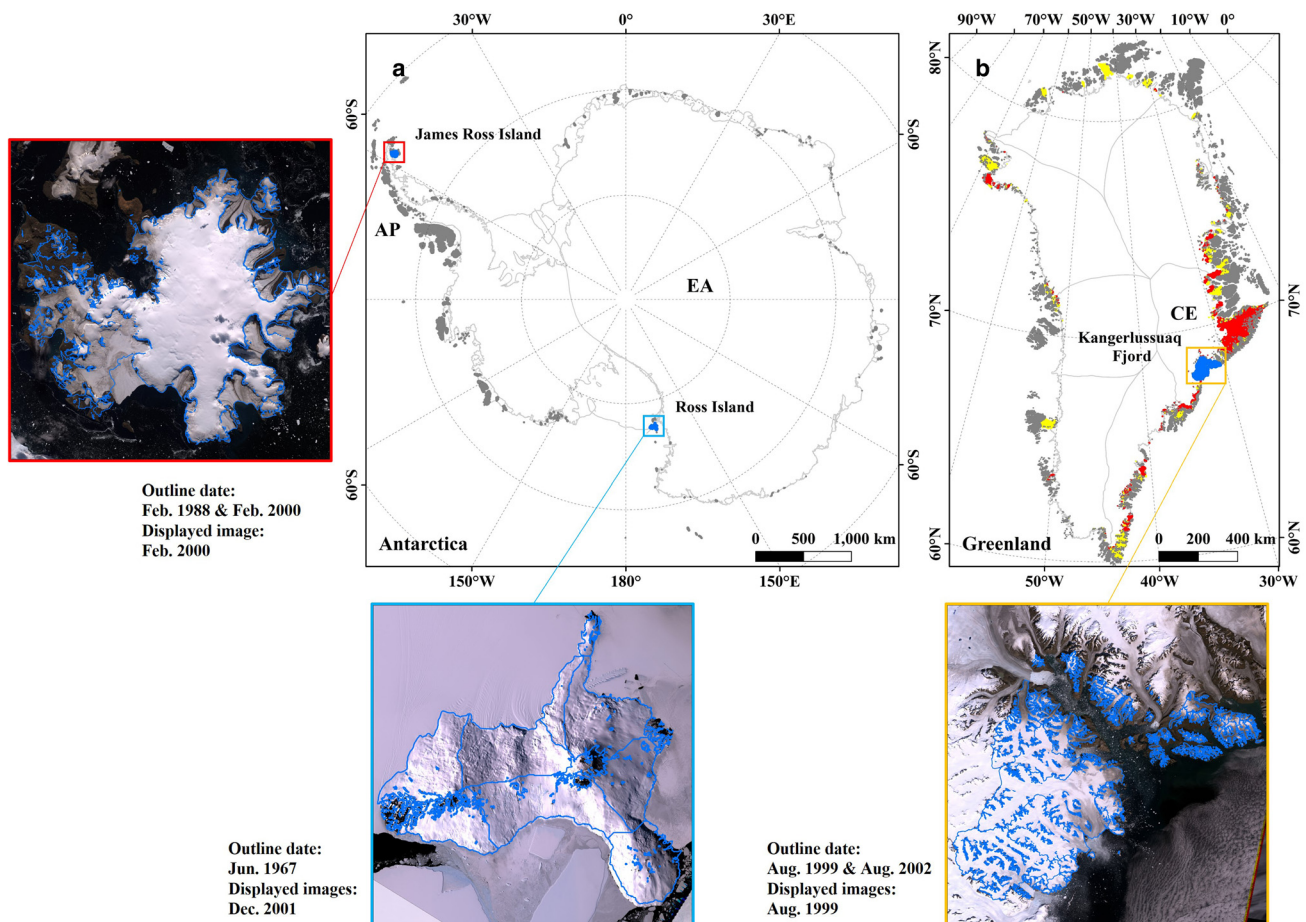 30°W 0° 30°E
90°W 70°W 50°W 30°W 10°W 0°
a
b
80°N
60°S
60°S
James Ross Island
AP
EA
CE
70°N
70°N
Kangerlussuaq
Fjord
Ross Island
60°S
60°S
Outline date:
Feb. 1988 & Feb. 2000
Displayed image:
Feb. 2000
Antarctica
0 500 1,000 km
60°N
Greenland
0 200 400 km
60°N
150°W 180° 150°E
50°W 40°W 30°W
Outline date:
Jun. 1967
Displayed images:
Dec. 2001
Outline date:
Aug. 1999 & Aug. 2002
Displayed images:
Aug. 1999